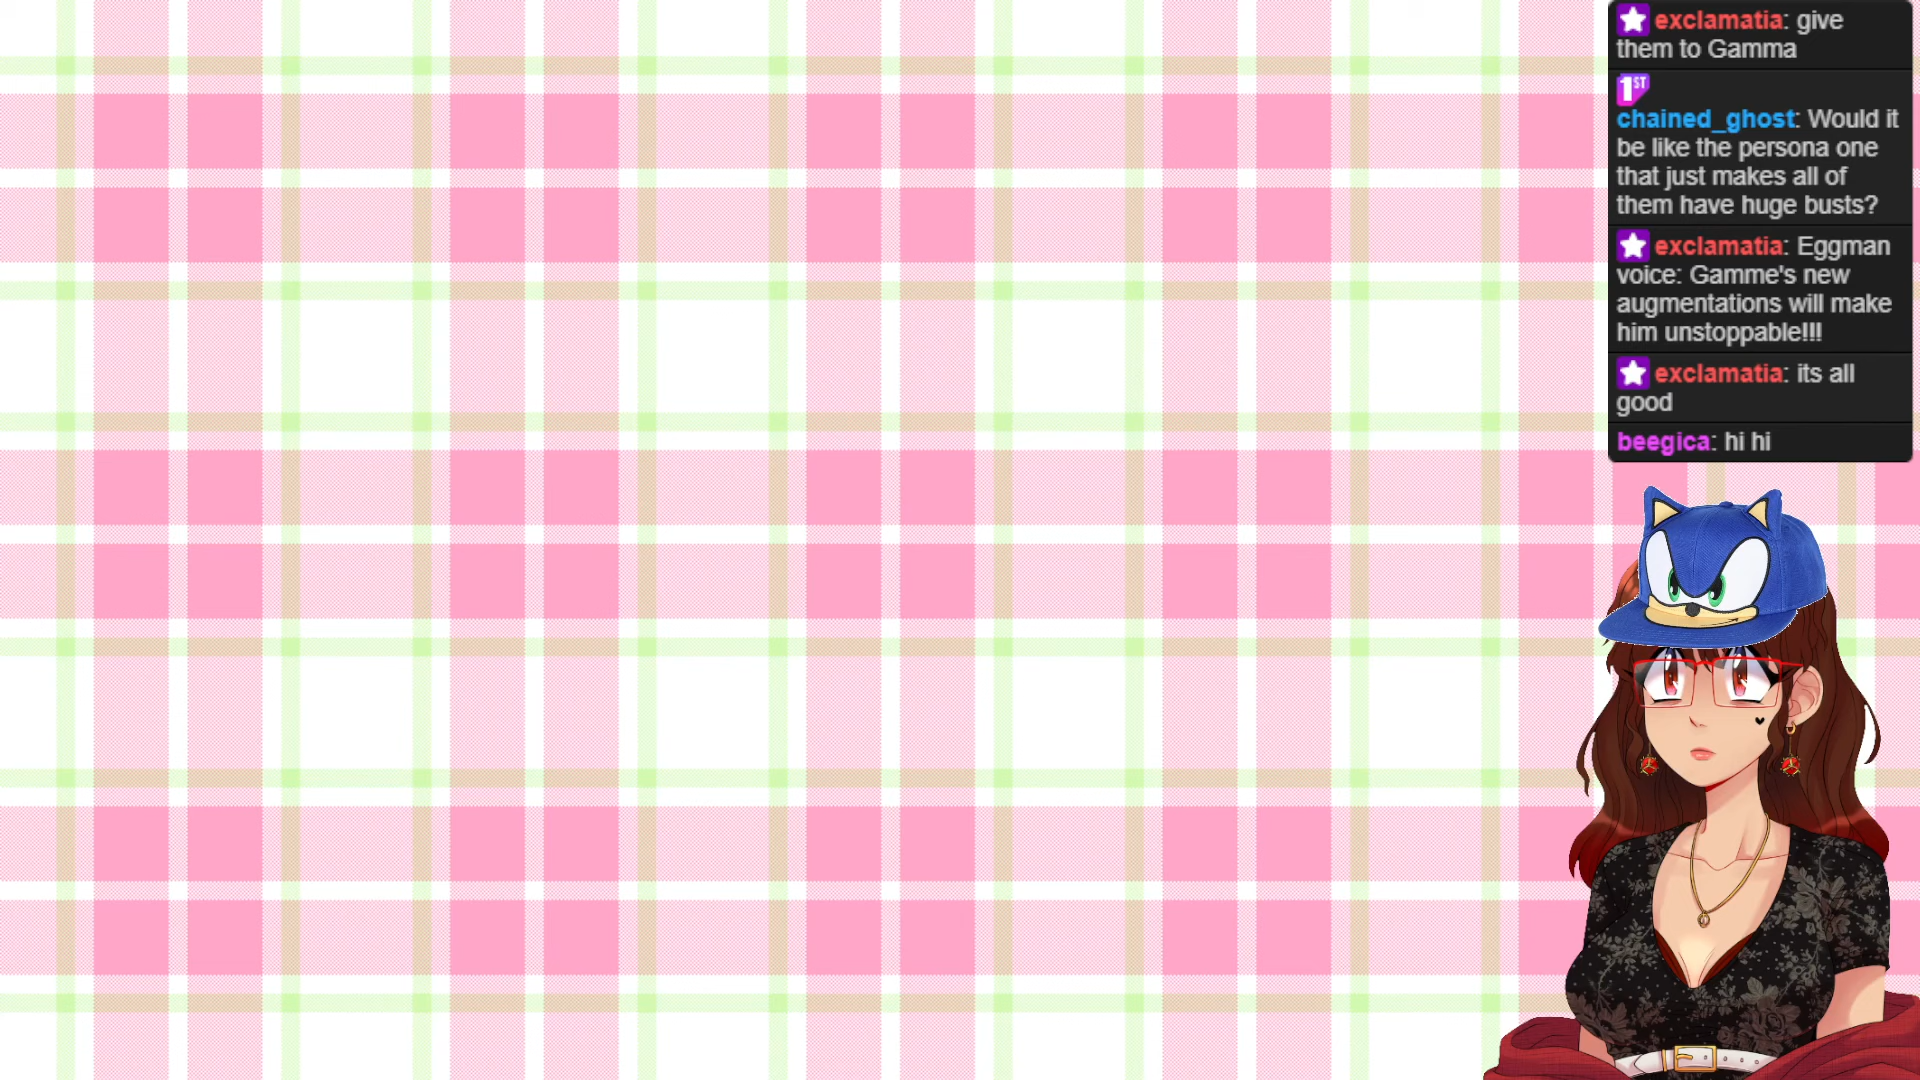 exclamatia: give
them to Gamma
1ST
chained_ghost: Would it
be like the persona one
that just makes all of
them have huge busts?
exclamatia: Eggman
voice: Gamme's new
augmentations will make
him unstoppable!!!
exclamatia: its all
good
beegica: hi hi